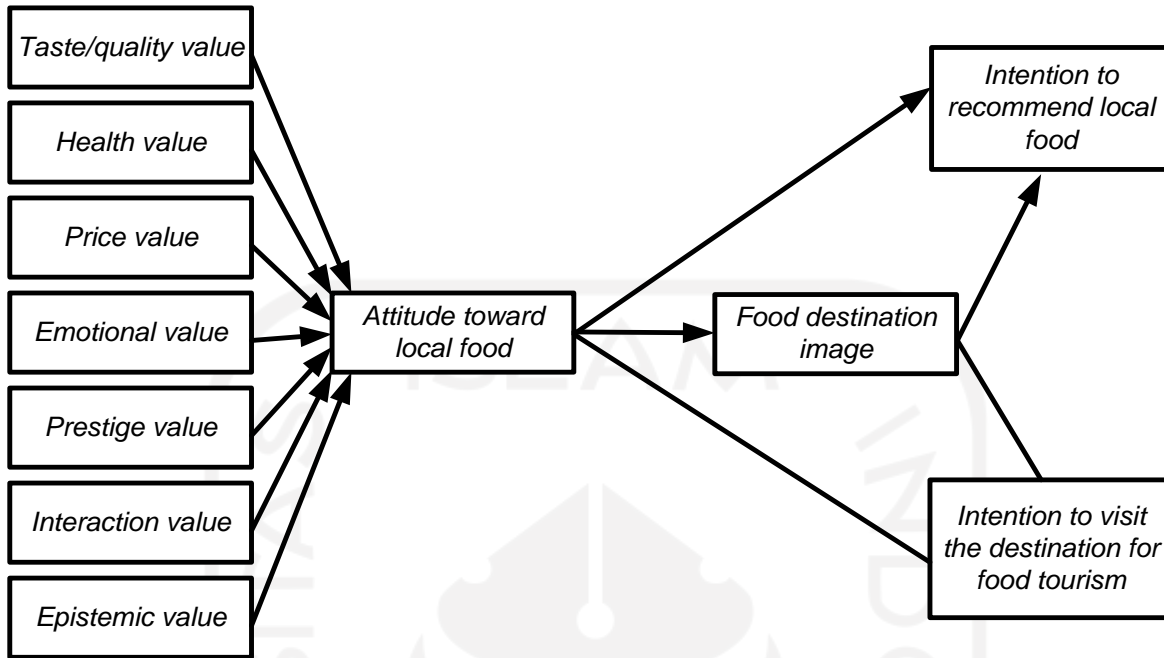 Taste/quality value
Health value
Price value
Emotional value
Prestige value
Interaction value
Epistemic value
Attitude toward
local food
Food destination
image
Intention to
recommend local
food
Intention to visit
the destination for
food tourism
ISLAM